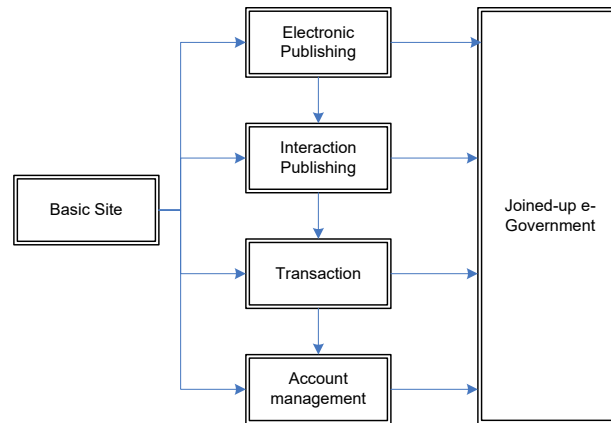 Electronic
Publishing
Interaction
Publishing
Basic Site
Joined-up e-
Government
Transaction
Account
management